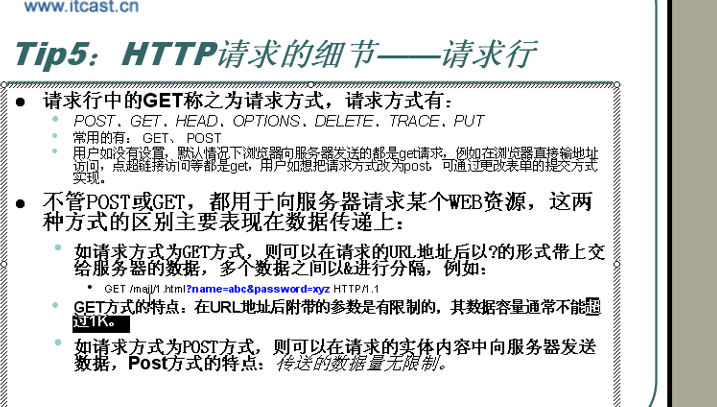 www.itcast.cn
Tip5：HTTP请求的细节——请求行
请求行中的GET称之为请求方式，请求方式有：
POST、GET、HEAD、OPTIONS、DELETE、TRACE、PUT
常用的有： GET、 POST
用户如没有设置，默认情况下浏览器向服务器发送的都是get请求，例如在浏览器直接输地址
访问，点超链接访问等都是get，用户如想把请求方式改为post，可通过更改表单的提交方式
实现。
不管POST或GET，都用于向服务器请求某个WEB资源，这两
种方式的区别主要表现在数据传递上：
如请求方式为GET方式，则可以在请求的URL地址后以?的形式带上交
给服务器的数据，多个数据之间以&进行分隔，例如：
GET /mail/1.html?name=abc&password=xyz HTTP/1.1
GET方式的特点：在URL地址后附带的参数是有限制的，其数据容量通常不能超
过1K。
如请求方式为POST方式，则可以在请求的实体内容中向服务器发送
数据，Post方式的特点：传送的数据量无限制。